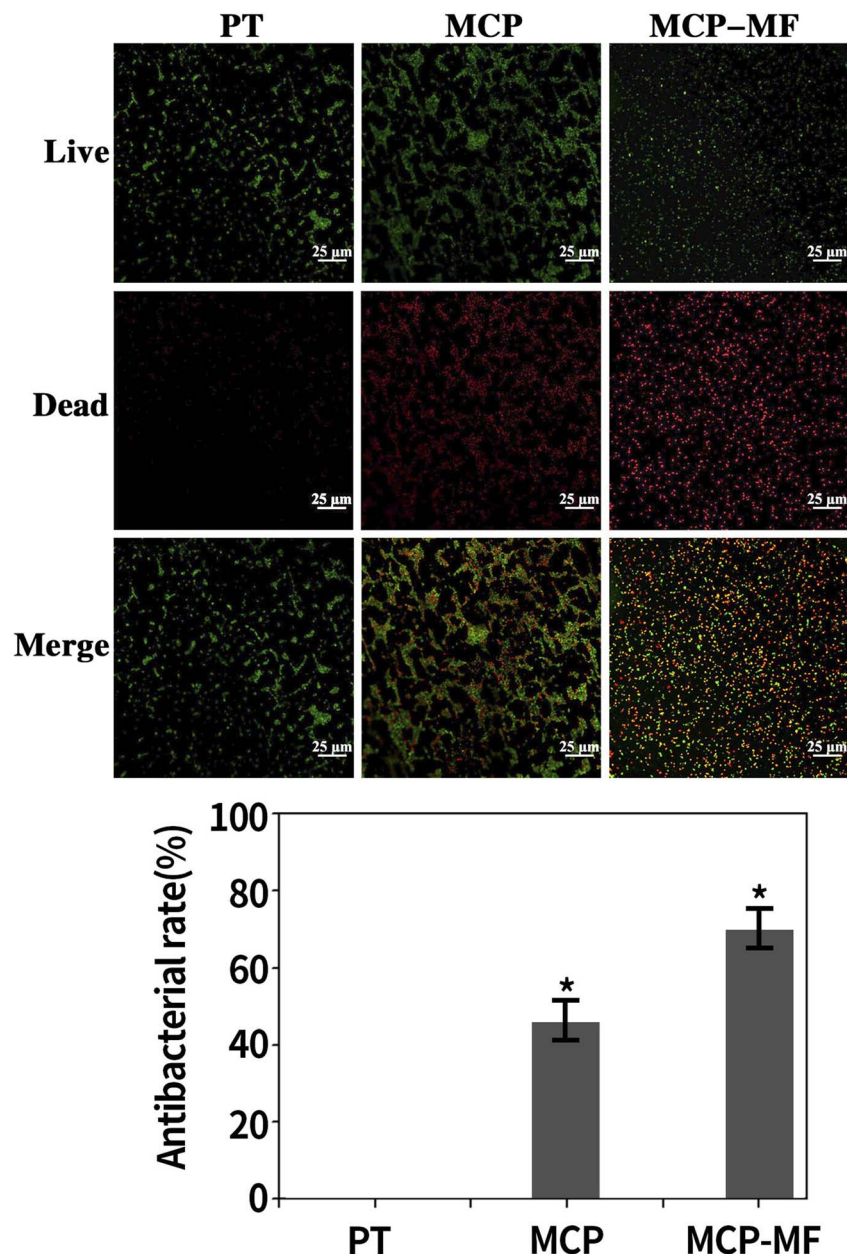 PT MCP MCP-MF
Live
25 µm 25 µm 25 µm
Dead
25 µm 25 µm 25 µm
Merge
25 µm 25 µm 25 µm
Antibacterial rate(%)
100
80
*
60
*
40
20
0
PT MCP MCP-MF